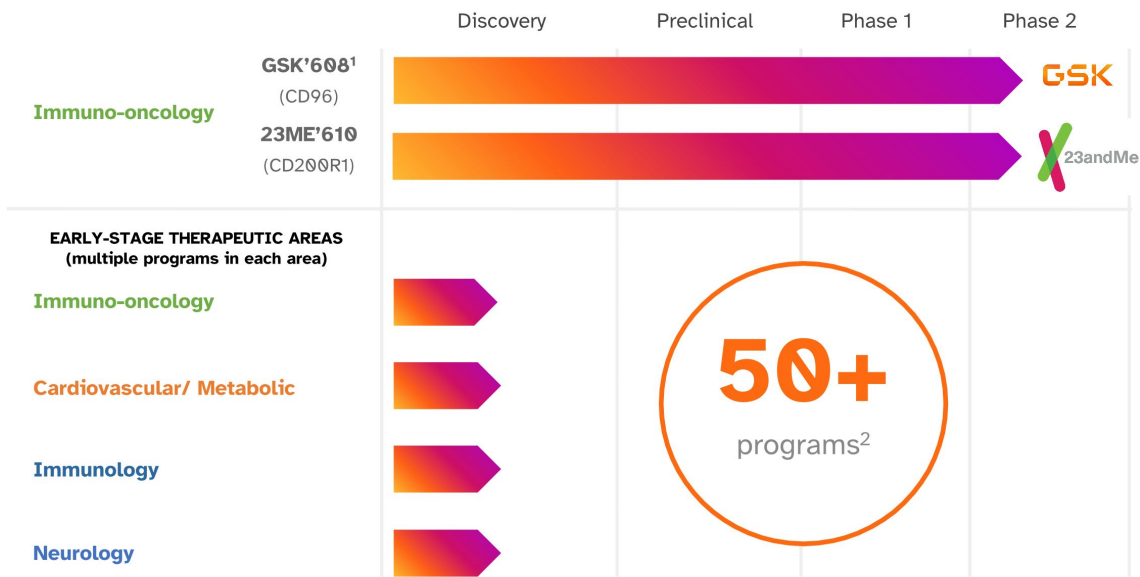 Discovery Preclinical Phase 1 Phase 2
GSK’608¹
(CD96)
GSK
Immuno-oncology
23ME’610
(CD200R1)
23andMe
EARLY-STAGE THERAPEUTIC AREAS
(multiple programs in each area)
Immuno-oncology
Cardiovascular/ Metabolic
Immunology
Neurology
50+
programs²